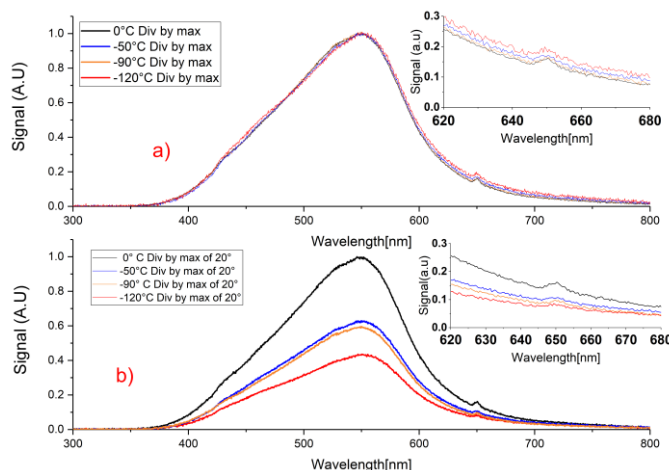 1.0
0.8
0.6
0.4
0.2
0.0
Signal (A.U)
0°C Div by max
-50°C Div by max
-90°C Div by max
-120°C Div by max
a)
0.3
0.2
0.1
0.0
Signal (a.u)
620
630
640
650
660
670
680
Wavelength[nm]
300
400
500
600
700
800
Wavelength[nm]
1.0
0.8
0.6
0.4
0.2
0.0
Signal (A.U)
0° C Div by max of 20°
-50°C Div by max of 20°
-90° C Div by max of 20°
-120°C Div by max of 20°
b)
0.3
0.2
0.1
0.0
Signal(a.u)
620
630
640
650
660
670
680
Wavelength[nm]
300
400
500
600
700
800
Wavelength[nm]